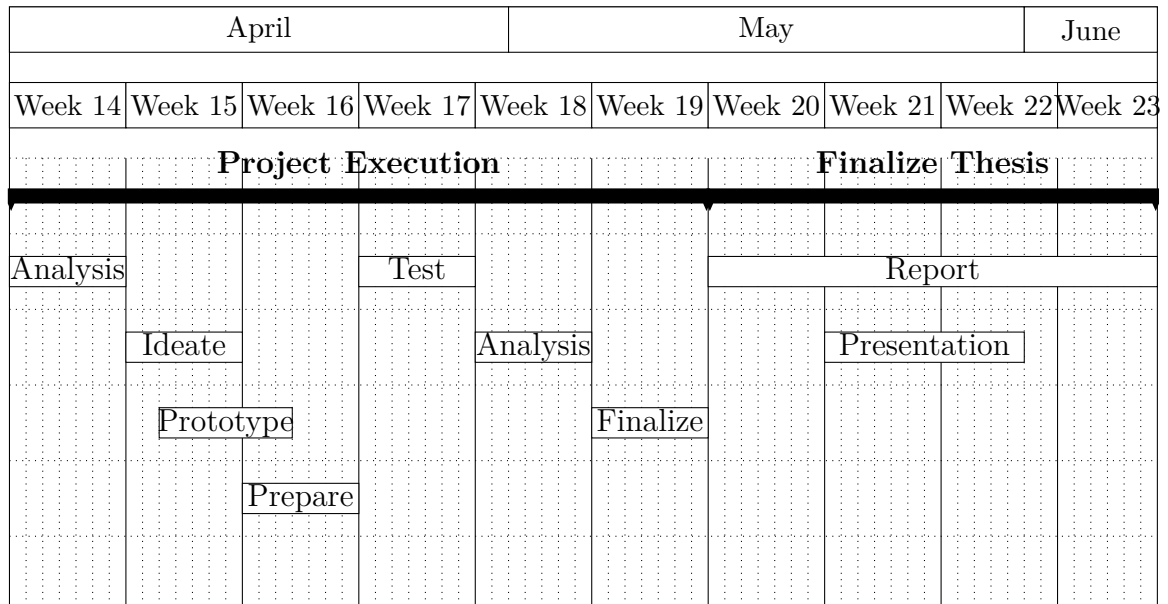 April May June
Week 14 Week 15 Week 16 Week 17 Week 18 Week 19 Week 20 Week 21 Week 22 Week 23
Project Execution Finalize Thesis
Analysis Test Report
Ideate Analysis Presentation
Prototype Finalize
Prepare